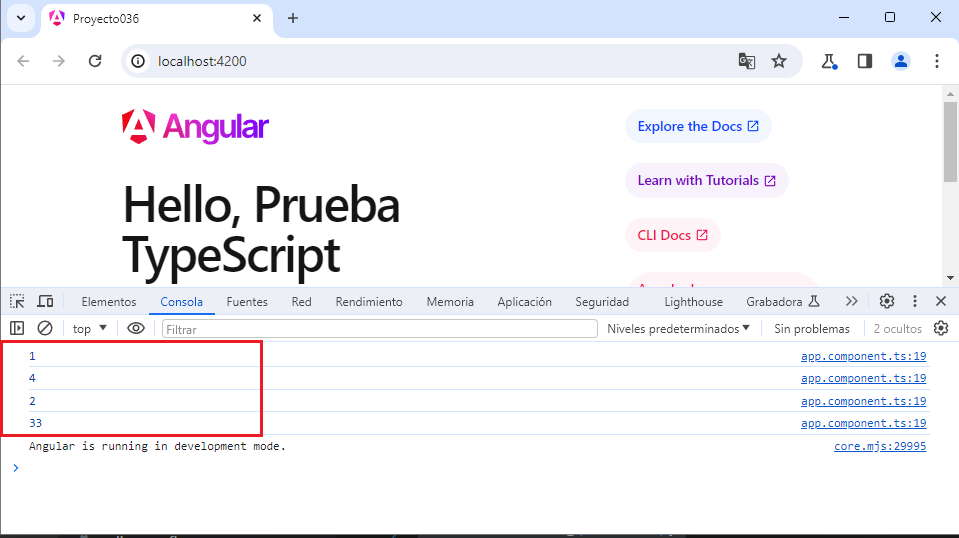 Proyecto036
localhost:4200
Angular
Explore the Docs
Learn with Tutorials
Hello, Prueba
TypeScript
CLI Docs
Elementos Consola Fuentes Red Rendimiento Memoria Aplicación Seguridad Lighthouse Grabadora
top Filtrar Niveles predeterminados Sin problemas 2 ocultos
1 app.component.ts:19
4 app.component.ts:19
2 app.component.ts:19
33 app.component.ts:19
Angular is running in development mode. core.mjs:29995